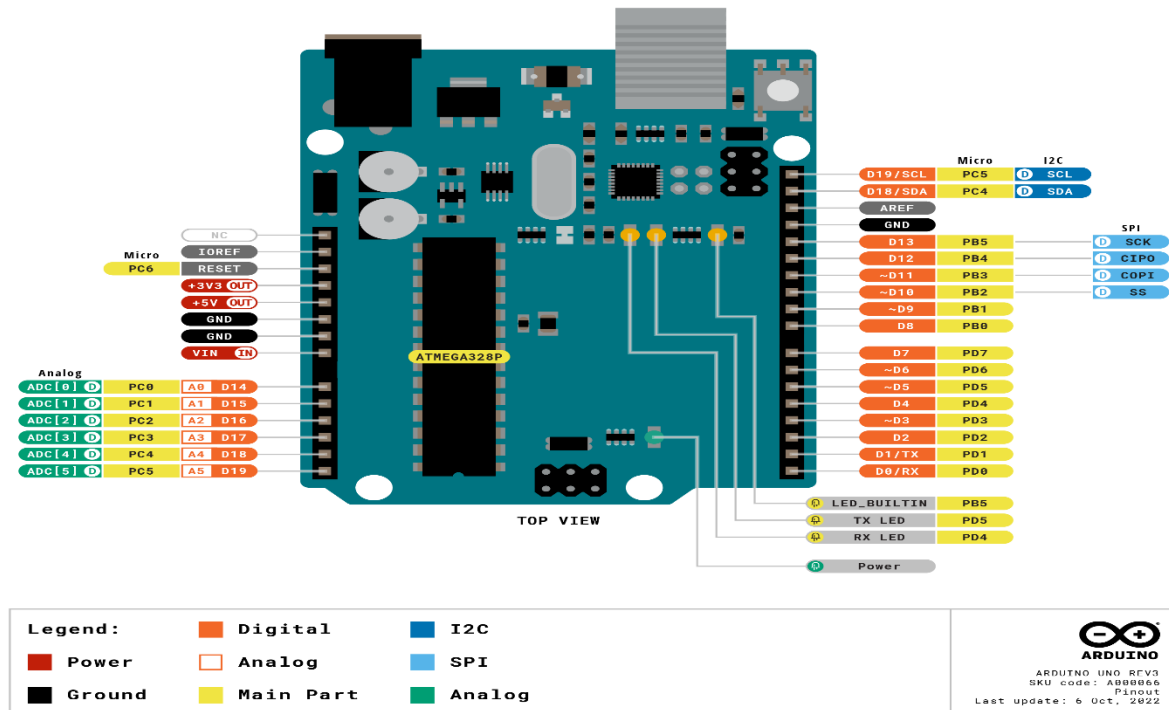 Micro I2C
D19/SCL PC5 D SCL
D18/SDA PC4 D SDA
AREF
GND
SPI
D13 PB5 D SCK
D12 PB4 D CIPO
~D11 PB3 D COPI
~D10 PB2 D SS
~D9 PB1
D8 PB0
D7 PD7
~D6 PD6
~D5 PD5
D4 PD4
~D3 PD3
D2 PD2
D1/TX PD1
D0/RX PD0
NC
IOREF
Micro
PC6 RESET
+3V3 OUT
+5V OUT
GND
GND
VIN IN
Analog
ADC[0] D PC0 A0 D14
ADC[1] D PC1 A1 D15
ADC[2] D PC2 A2 D16
ADC[3] D PC3 A3 D17
ADC[4] D PC4 A4 D18
ADC[5] D PC5 A5 D19
ATMEGA328P
LED_BUILTIN PB5
TX LED PD5
RX LED PD4
Power
TOP VIEW
Legend:
Digital
I2C
Power
Analog
SPI
Ground
Main Part
Analog
ARDUINO
ARDUINO UNO REV3
SKU code: A000066
Pinout
Last update: 6 Oct, 2022